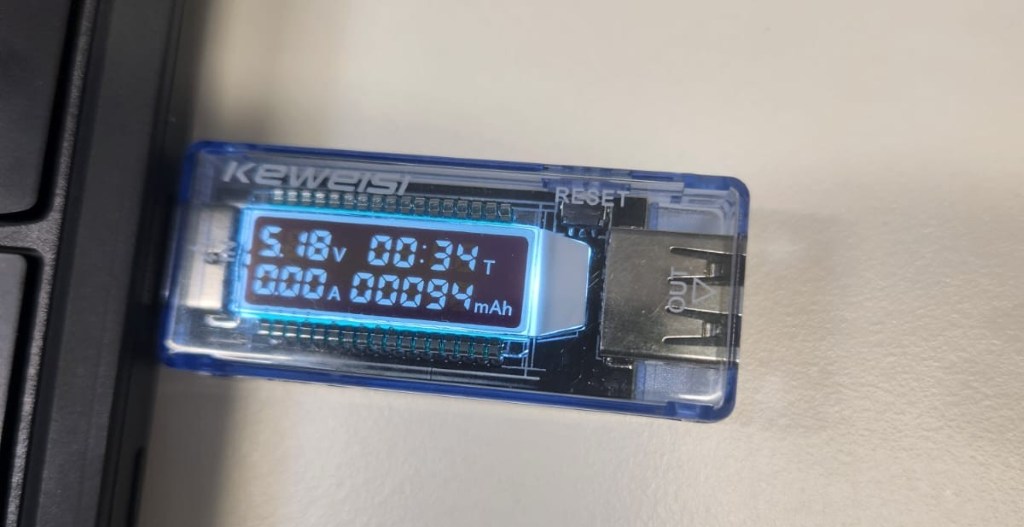 KEWEISI
RESET
5.18V 00:34T
0.00A 00094mAh
OUT